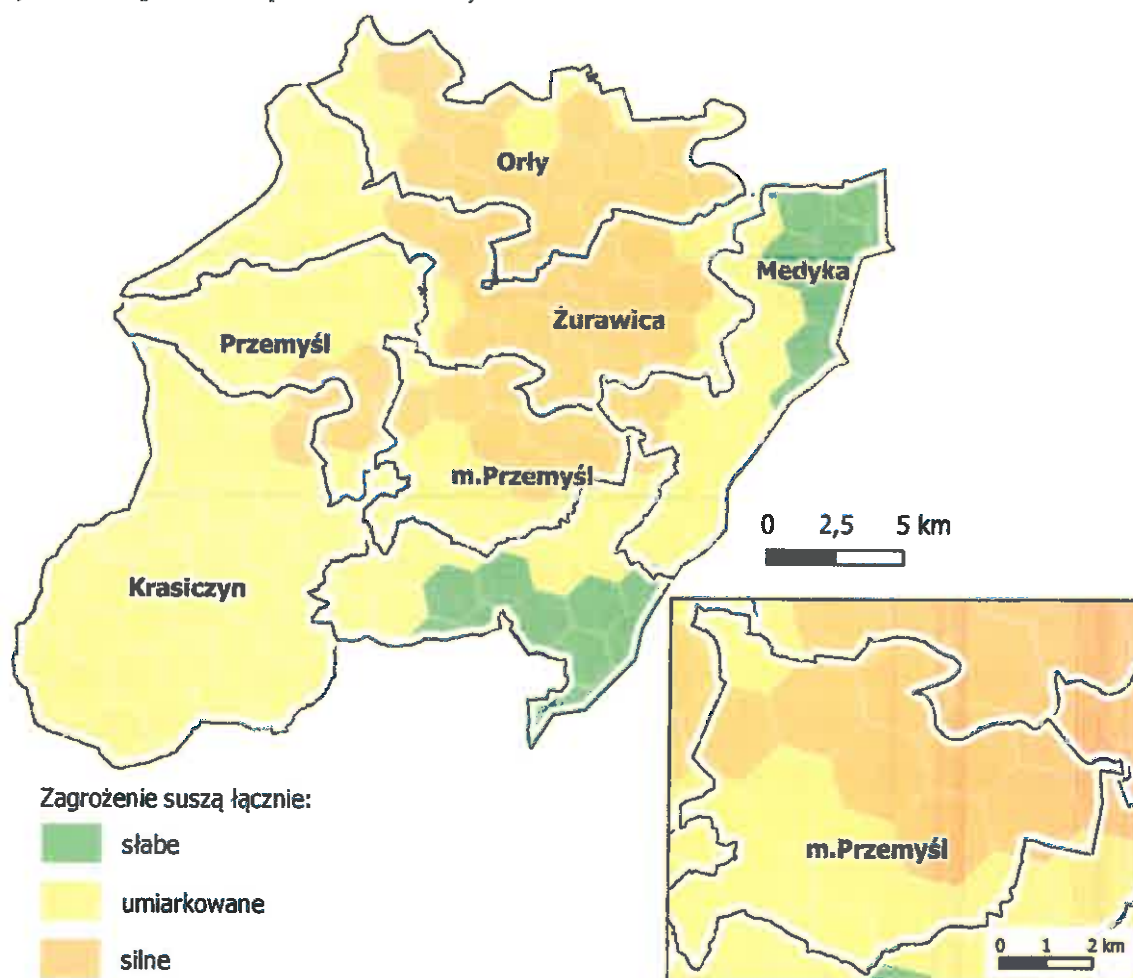 Orły
Medyka
Żurawica
Przemyśl
m.Przemyśl
0 2,5 5 km
Krasiczyn
Zagrożenie suszą łącznie:
słabe
umiarkowane
silne
m.Przemyśl
0 1 2 km